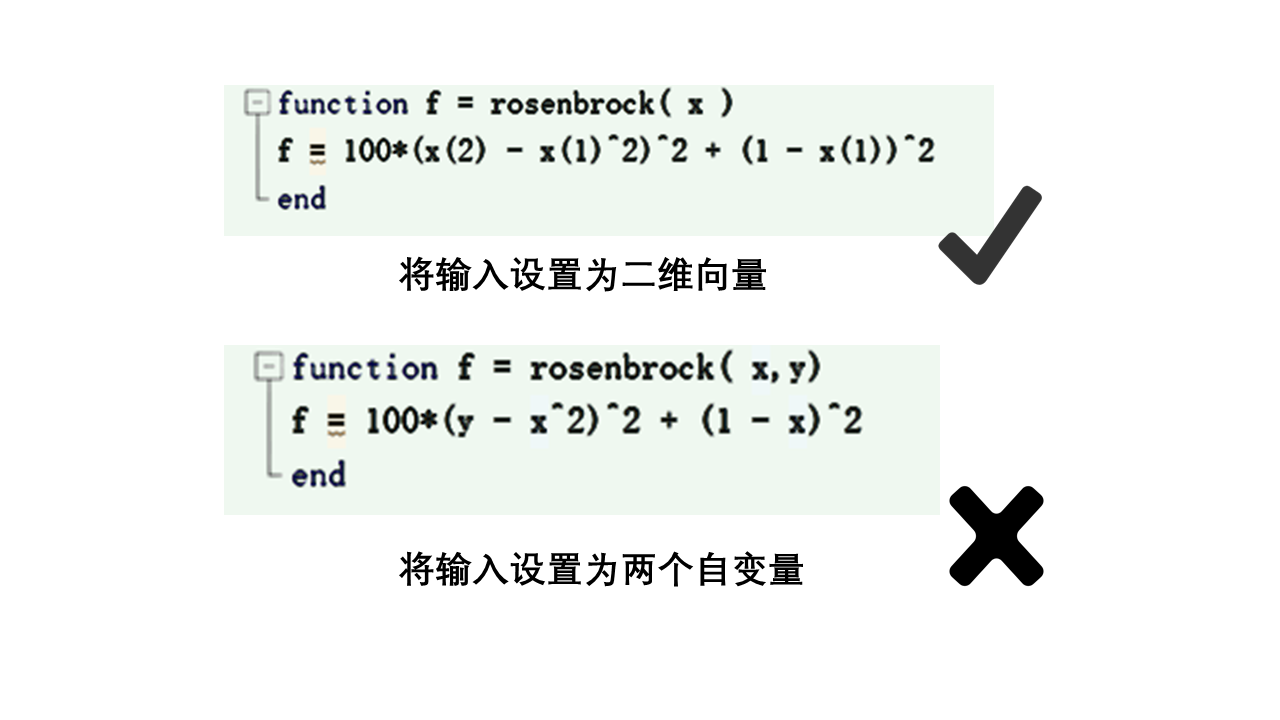 function f = rosenbrock( x )
f = 100*(x(2) - x(1)^2)^2 + (1 - x(1))^2
end
将输入设置为二维向量
function f = rosenbrock( x,y)
f = 100*(y - x^2)^2 + (1 - x)^2
end
将输入设置为两个自变量